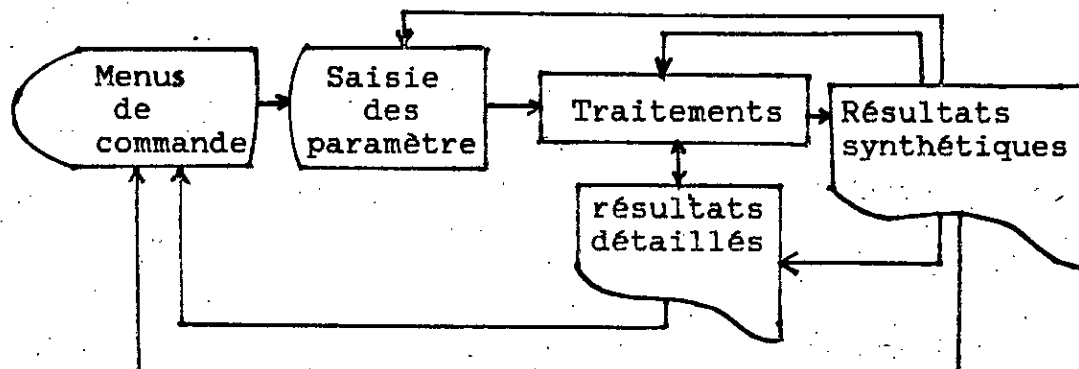 Menus
de
commande
Saisie
des
paramètre
Traitements
Résultats
synthétiques
résultats
détaillés